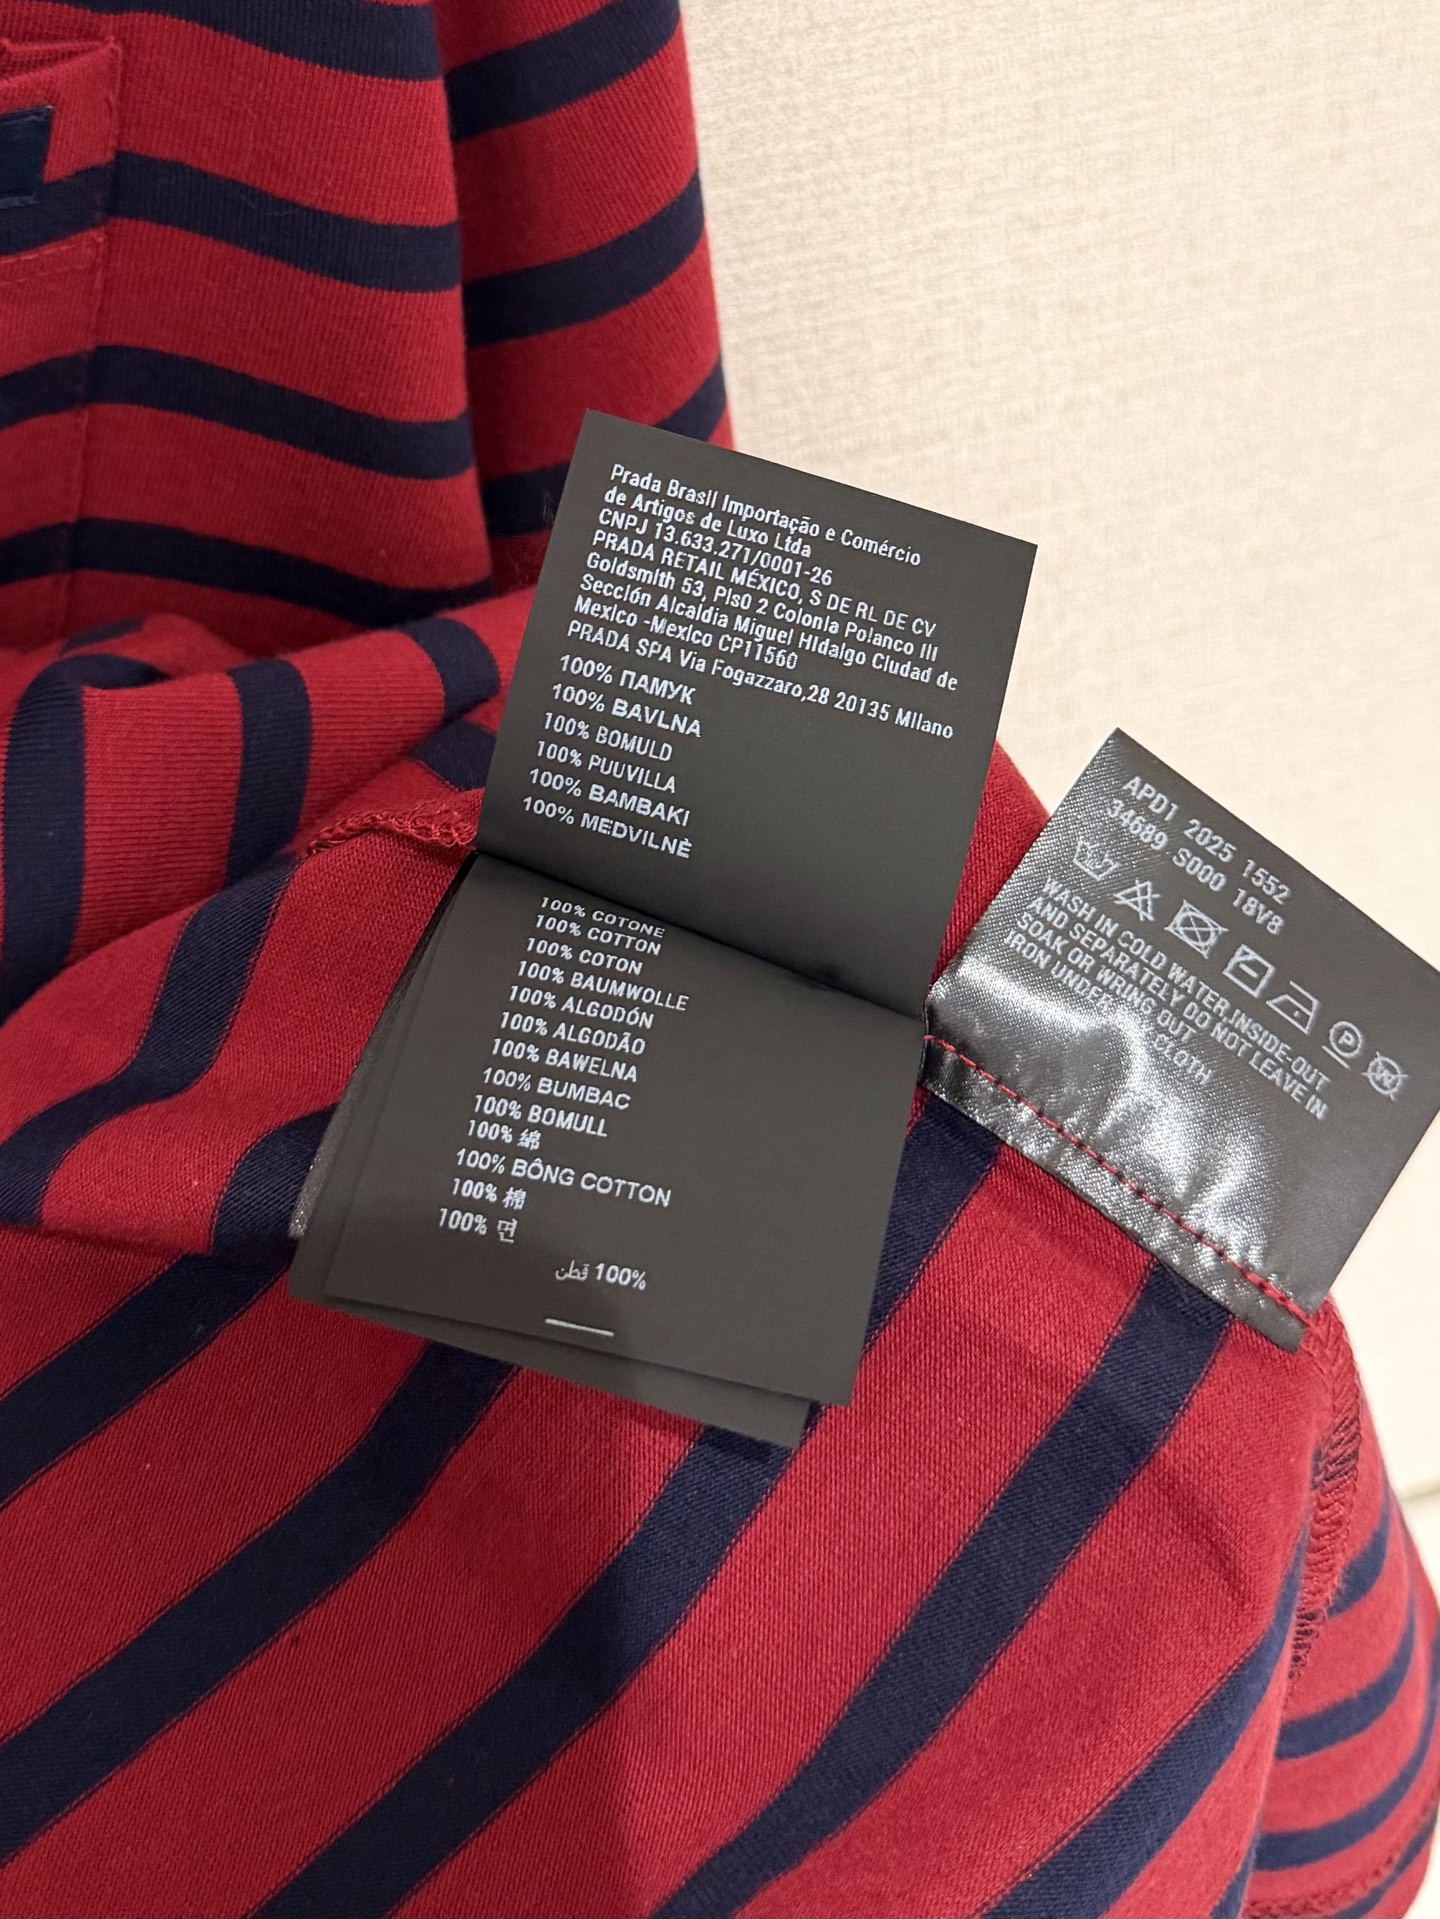 Prada Brasil Importação e Comércio
de Artigos de Luxo Ltda
CNPJ 13.633.271/0001-26
PRADA RETAIL MÉXICO, S DE RL DE CV
Goldsmith 53, Pis0 2 Colonia Polanco III
Sección Alcaldia Miguel Hidalgo Ciudad de
Mexico -Mexico CP11560
PRADA SPA Via Fogazzaro,28 20135 Milano
100% ПАМУК
100% BAVLNA
100% BOMULD
100% PUUVILLA
100% BAMBAKI
100% MEDVILNĖ
100% COTONE
100% COTTON
100% COTON
100% BAUMWOLLE
100% ALGODÓN
100% ALGODÃO
100% BAWEŁNA
100% BUMBAC
100% BOMULL
100% 綿
100% BÔNG COTTON
100% 棉
100% 면
100% قطن
APD1 2025 1552
34689 S000 18V8
WASH IN COLD WATER,INSIDE-OUT
AND SEPARATELY.DO NOT LEAVE IN
SOAK OR WRING OUT
IRON UNDER A CLOTH